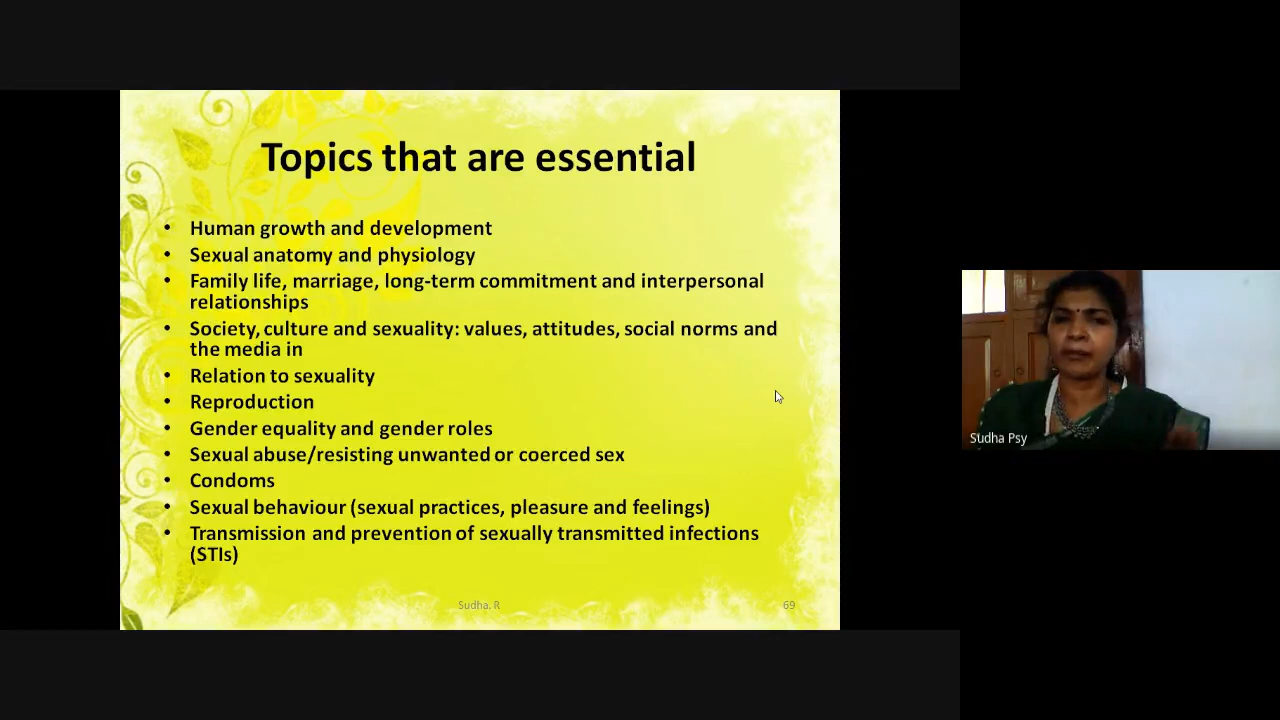 Topics that are essential
• Human growth and development
• Sexual anatomy and physiology
• Family life, marriage, long-term commitment and interpersonal
relationships
• Society, culture and sexuality: values, attitudes, social norms and
the media in
• Relation to sexuality
• Reproduction
• Gender equality and gender roles
• Sexual abuse/resisting unwanted or coerced sex
• Condoms
• Sexual behaviour (sexual practices, pleasure and feelings)
• Transmission and prevention of sexually transmitted infections
(STIs)
Sudha. R
69
Sudha Psy